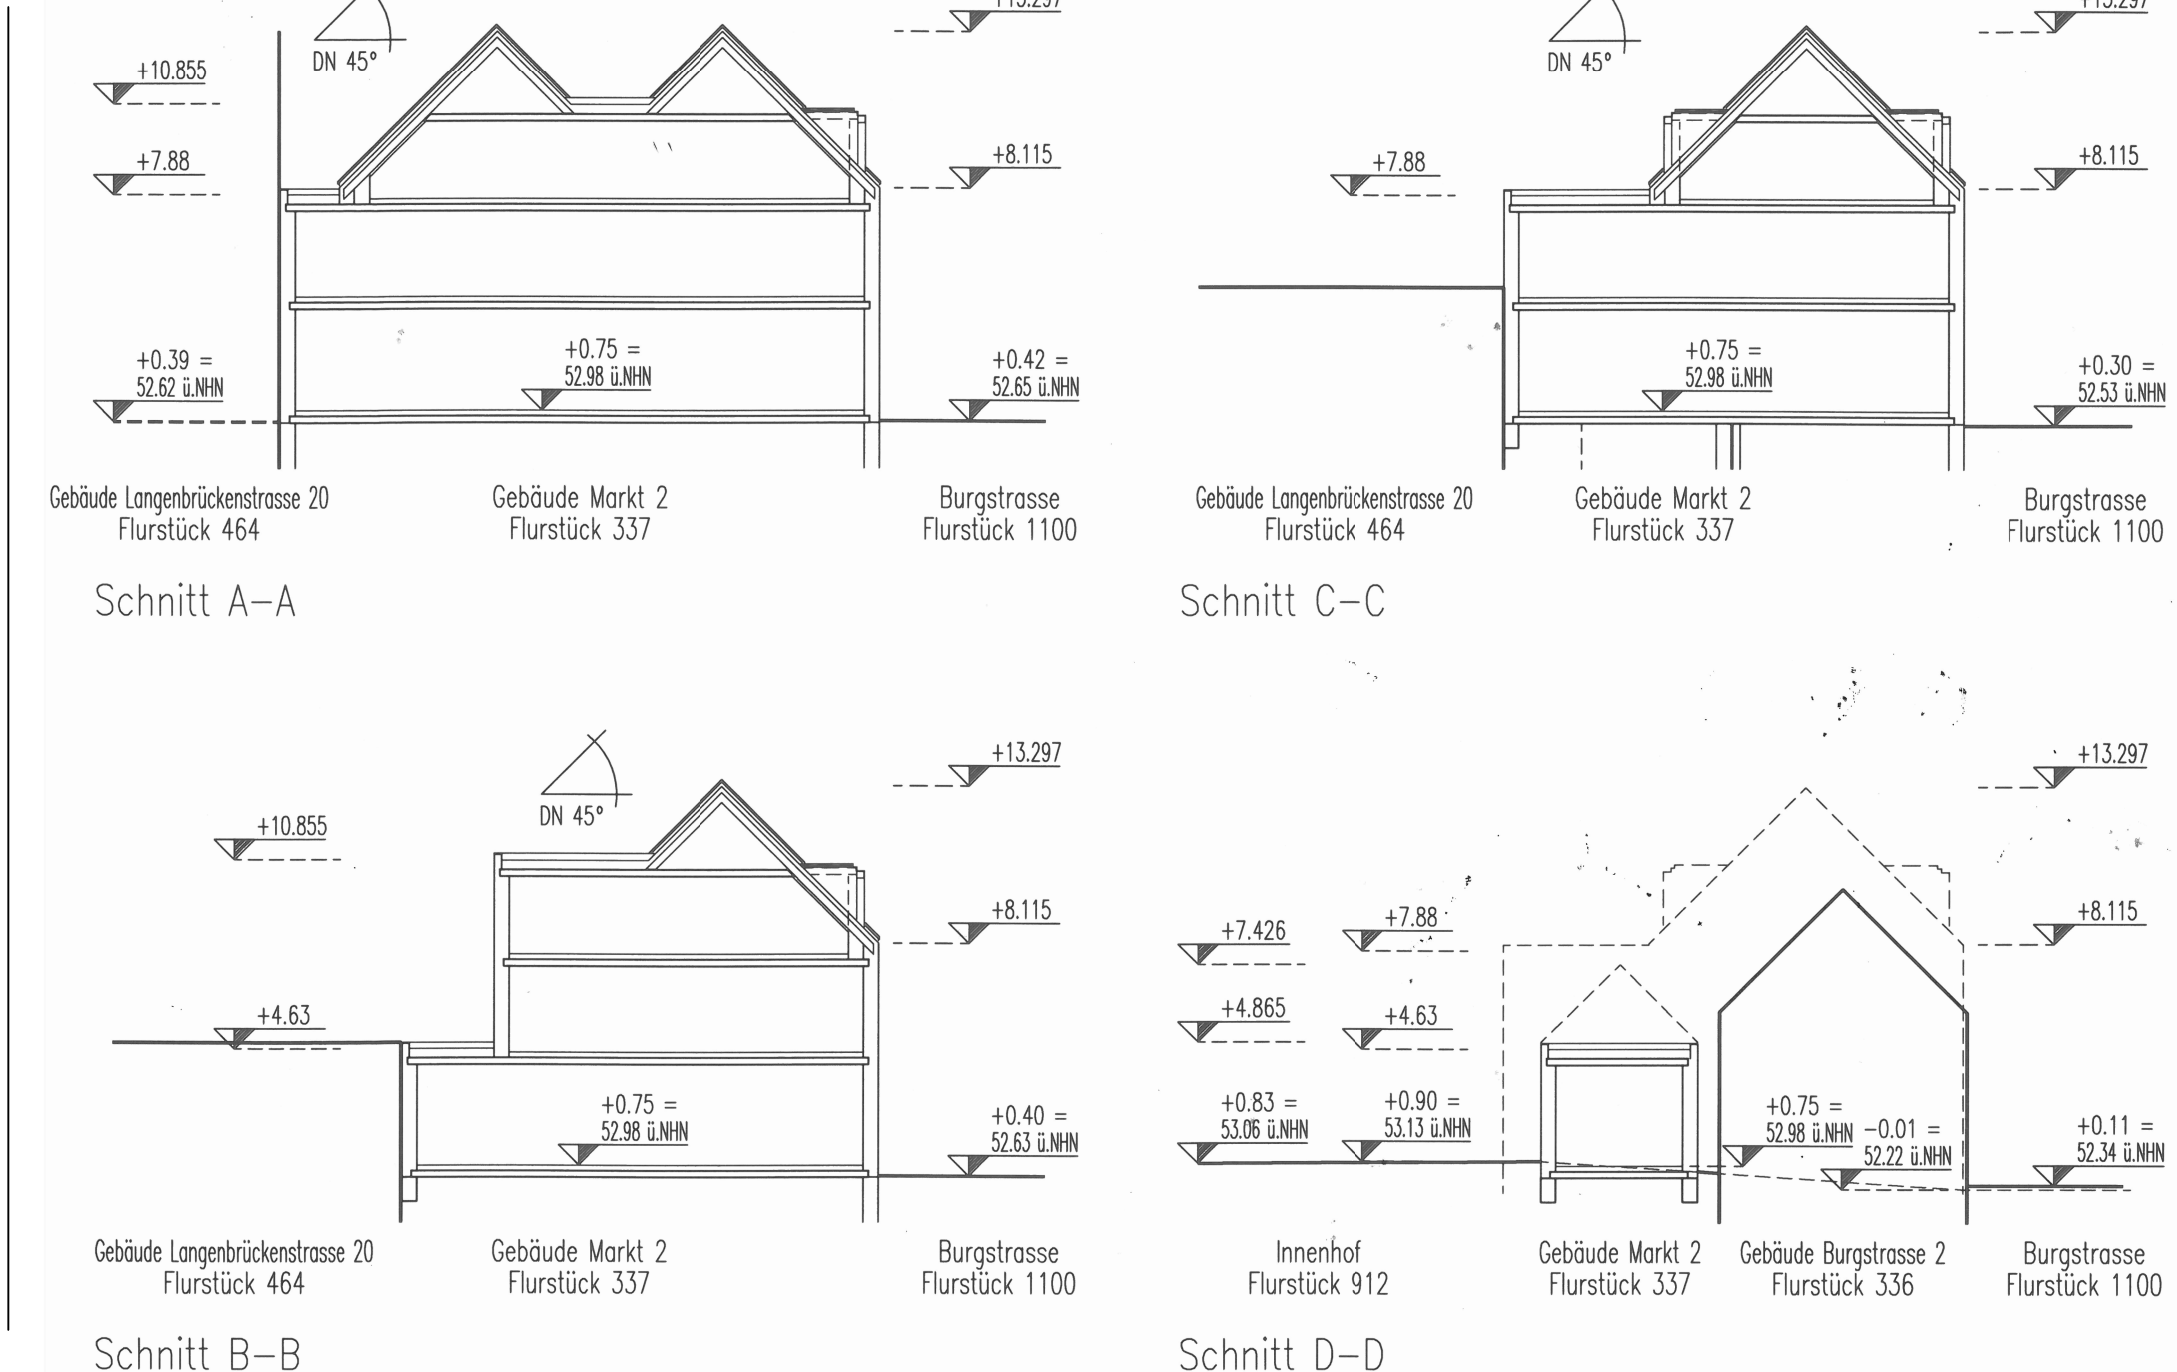 +13.297
DN 45°
+10.855
+7.88
+8.115
+0.39 =
52.62 ü.NHN
+0.75 =
52.98 ü.NHN
+0.42 =
52.65 ü.NHN
Gebäude Langenbrückenstrasse 20
Flurstück 464
Gebäude Markt 2
Flurstück 337
Burgstrasse
Flurstück 1100
Schnitt A-A
+13.297
DN 45°
+7.88
+8.115
+0.75 =
52.98 ü.NHN
+0.30 =
52.53 ü.NHN
Gebäude Langenbrückenstrasse 20
Flurstück 464
Gebäude Markt 2
Flurstück 337
Burgstrasse
Flurstück 1100
Schnitt C-C
+13.297
DN 45°
+10.855
+8.115
+4.63
+0.75 =
52.98 ü.NHN
+0.40 =
52.63 ü.NHN
Gebäude Langenbrückenstrasse 20
Flurstück 464
Gebäude Markt 2
Flurstück 337
Burgstrasse
Flurstück 1100
Schnitt B-B
+13.297
+7.426
+7.88
+8.115
+4.865
+4.63
+0.83 =
53.06 ü.NHN
+0.90 =
53.13 ü.NHN
+0.75 =
52.98 ü.NHN
-0.01 =
52.22 ü.NHN
+0.11 =
52.34 ü.NHN
Innenhof
Flurstück 912
Gebäude Markt 2
Flurstück 337
Gebäude Burgstrasse 2
Flurstück 336
Burgstrasse
Flurstück 1100
Schnitt D-D